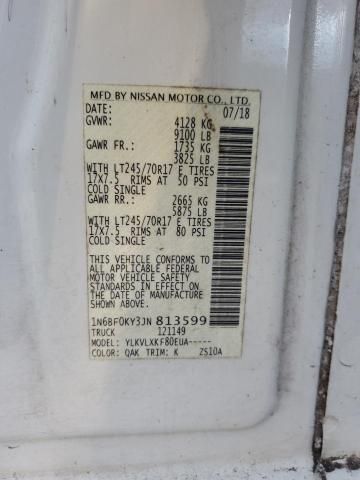 MFD BY NISSAN MOTOR CO., LTD.
DATE: 07/18
GVWR: 4128 KG
9100 LB
GAWR FR.: 1735 KG
3825 LB
WITH LT245/70R17 E TIRES
17X7.5 RIMS AT 50 PSI
COLD SINGLE
GAWR RR.: 2665 KG
5875 LB
WITH LT245/70R17 E TIRES
17X7.5 RIMS AT 80 PSI
COLD SINGLE
THIS VEHICLE CONFORMS TO
ALL APPLICABLE FEDERAL
MOTOR VEHICLE SAFETY
STANDARDS IN EFFECT ON
THE DATE OF MANUFACTURE
SHOWN ABOVE.
1N6BF0KY3JN 813599
TRUCK 121149
MODEL: YLKVLXKF80EUA-----
COLOR: QAK TRIM: K ZS10A